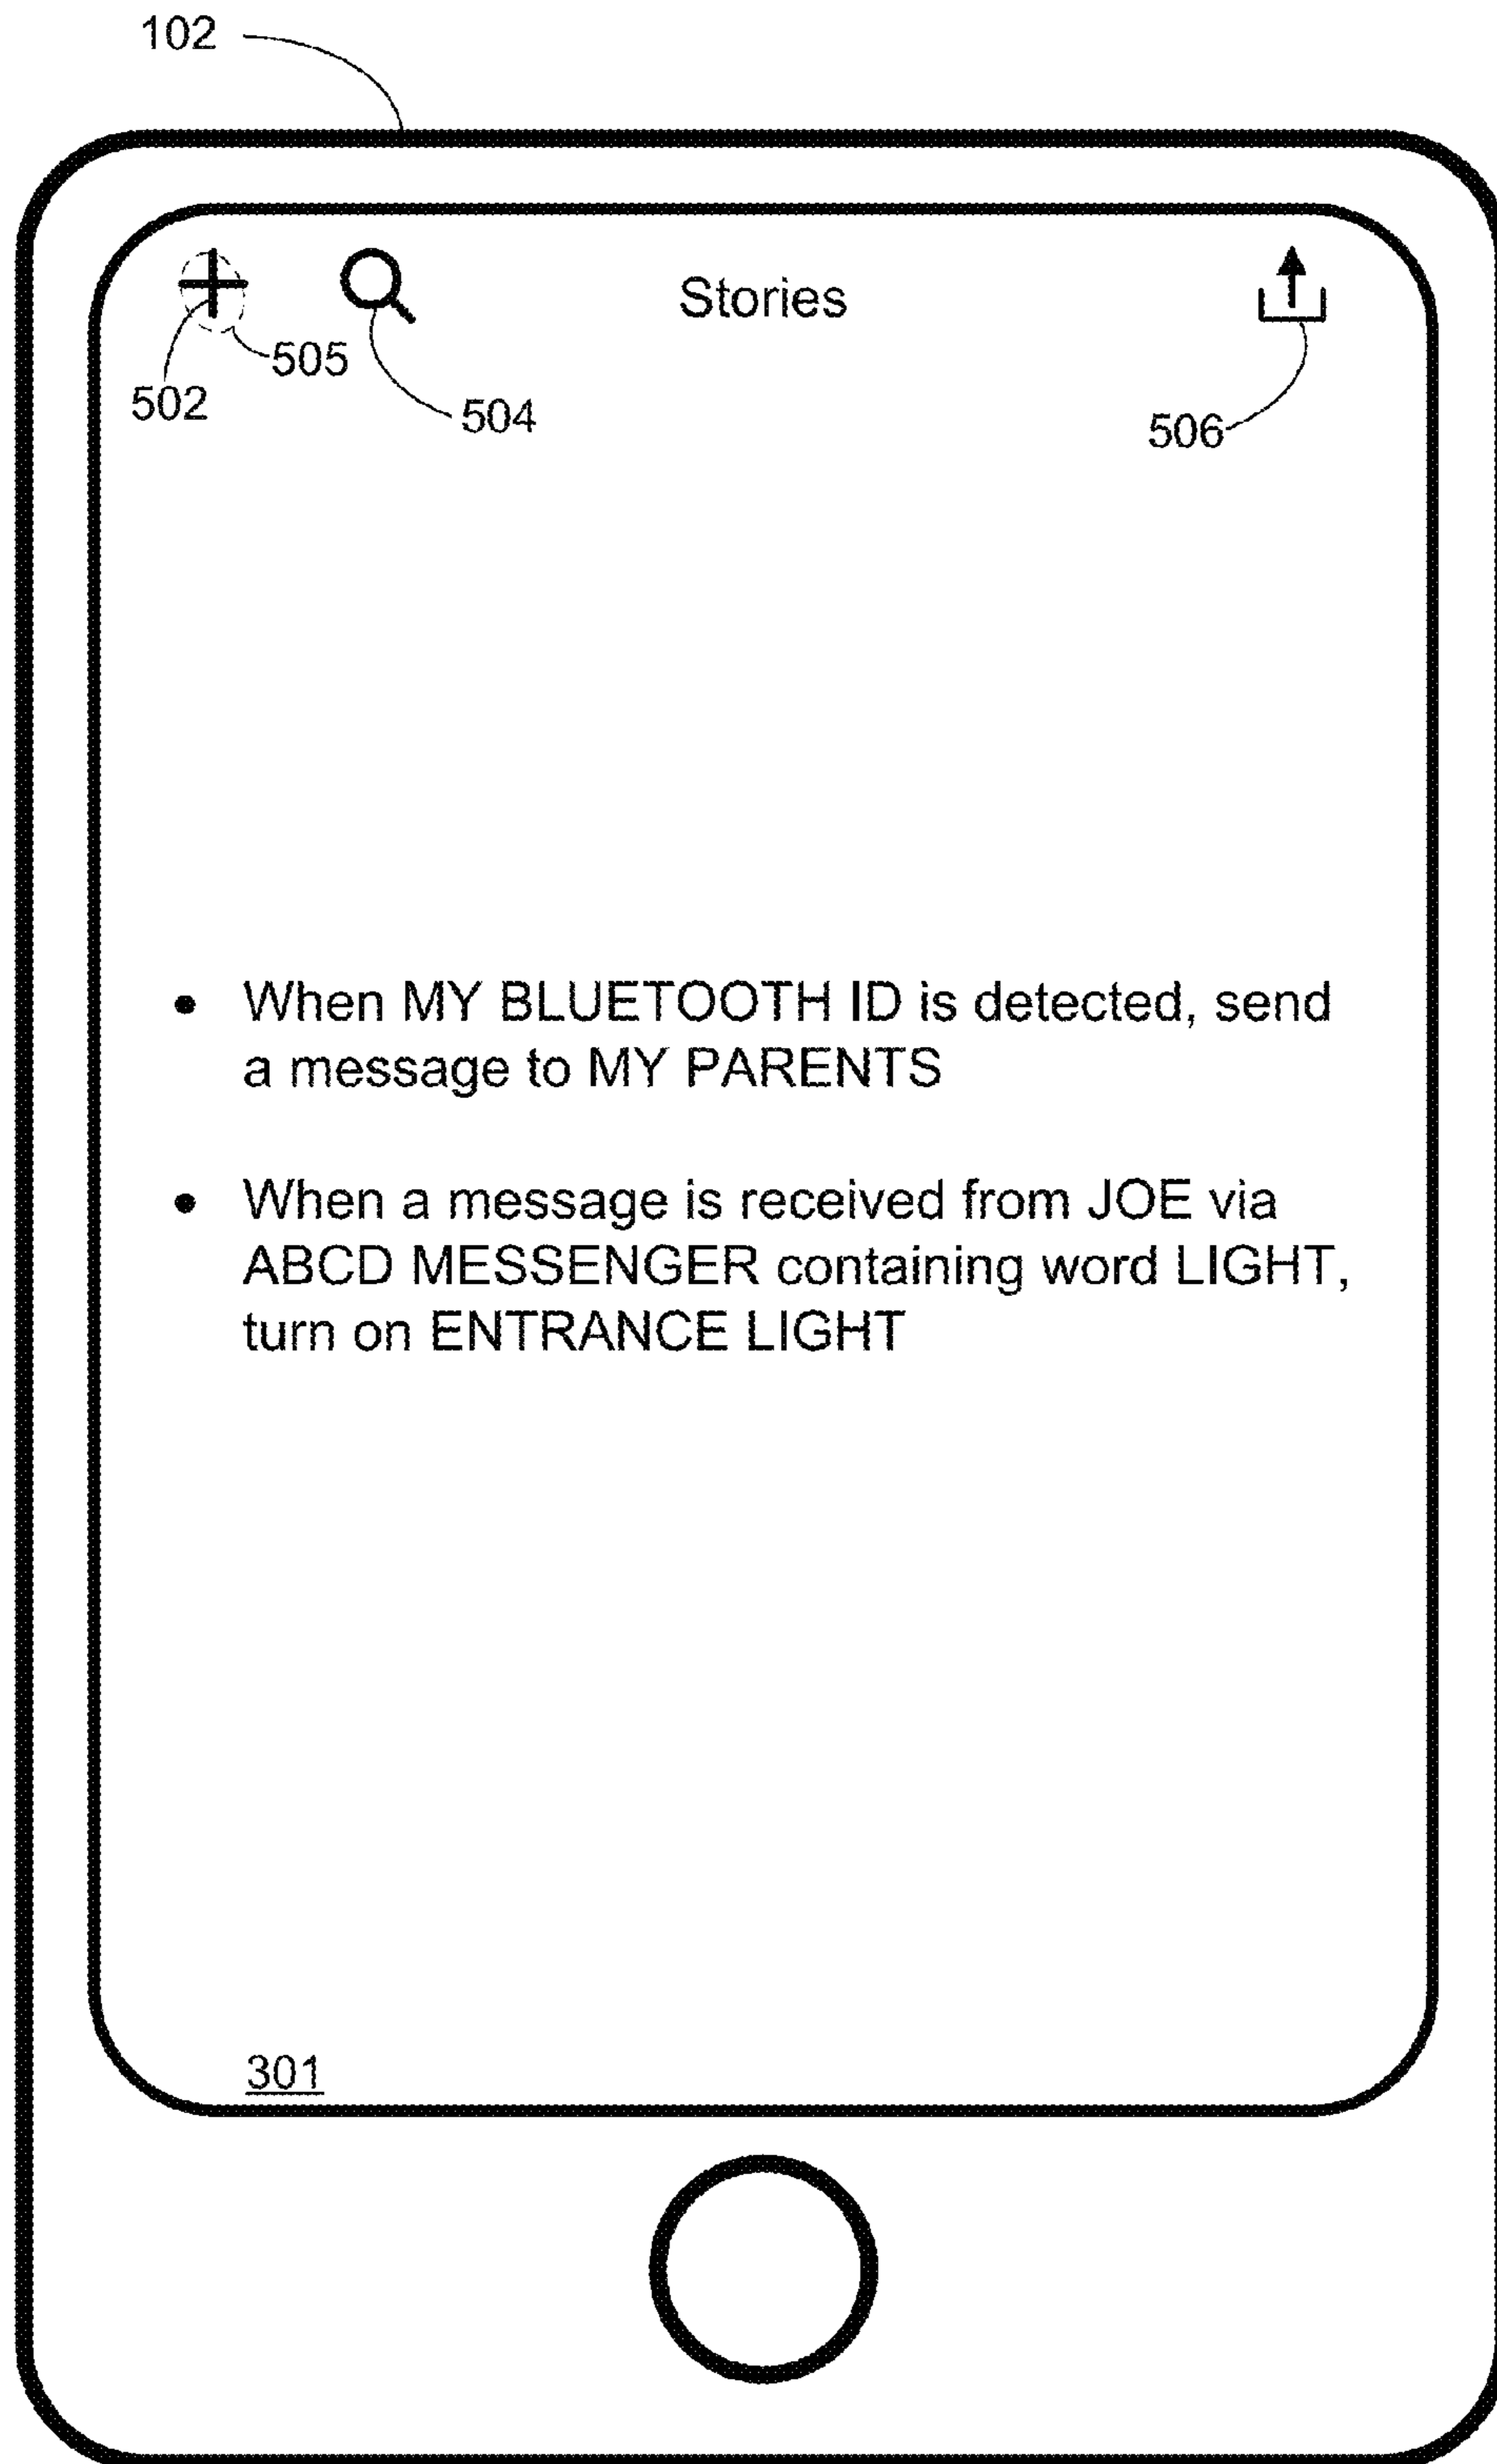 102
Stories
505
502
504
506
• When MY BLUETOOTH ID is detected, send
a message to MY PARENTS
• When a message is received from JOE via
ABCD MESSENGER containing word LIGHT,
turn on ENTRANCE LIGHT
301